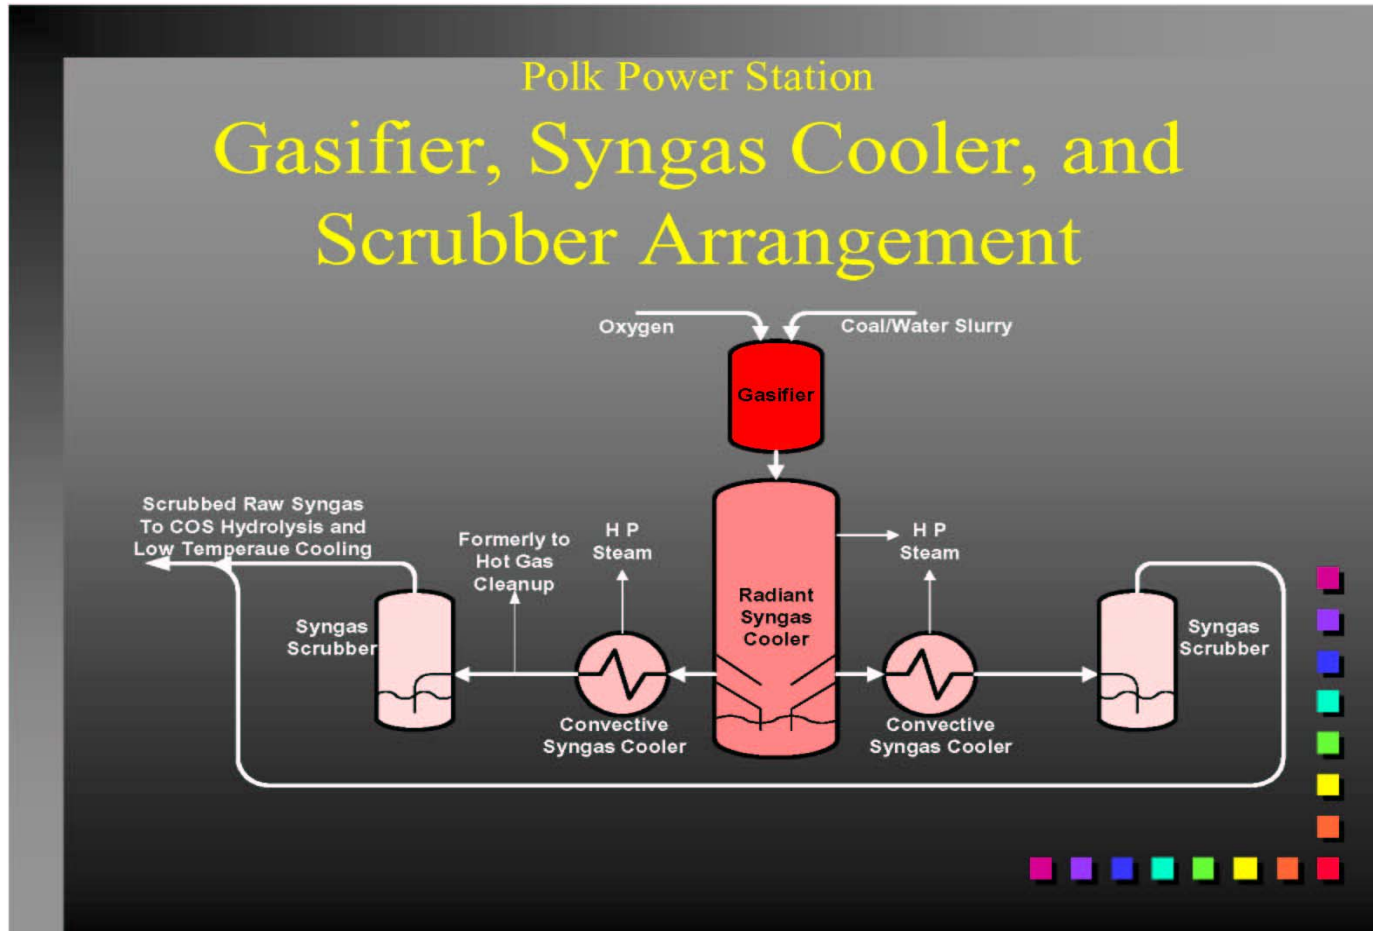 Polk Power Station
Gasifier, Syngas Cooler, and
Scrubber Arrangement
Oxygen
Coal/Water Slurry
Gasifier
Scrubbed Raw Syngas
To COS Hydrolysis and
Low Temperaue Cooling
Formerly to
Hot Gas
Cleanup
H P
Steam
H P
Steam
Radiant
Syngas
Cooler
Syngas
Scrubber
Syngas
Scrubber
Convective
Syngas Cooler
Convective
Syngas Cooler